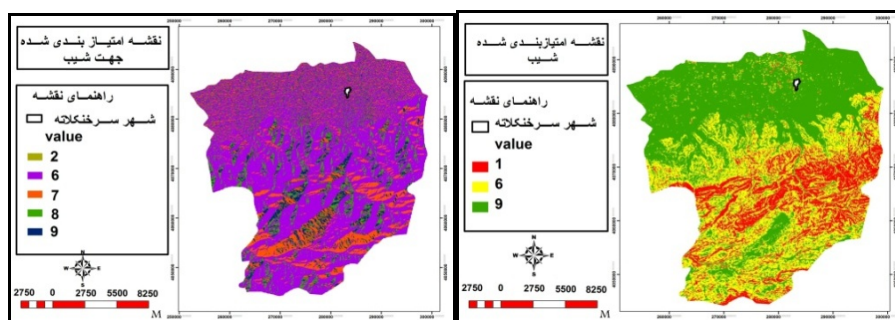 نقشه امتیاز بندی شده
جهت شیب
راهنمای نقشه
شهر سرخنکلاته
value
2
6
7
8
9
N
W E
S
2750 0 2750 5500 8250
M
نقشه امتیازبندی شده
شیب
راهنمای نقشه
شهر سرخنکلاته
value
1
6
9
N
W E
S
2750 0 2750 5500 8250
M